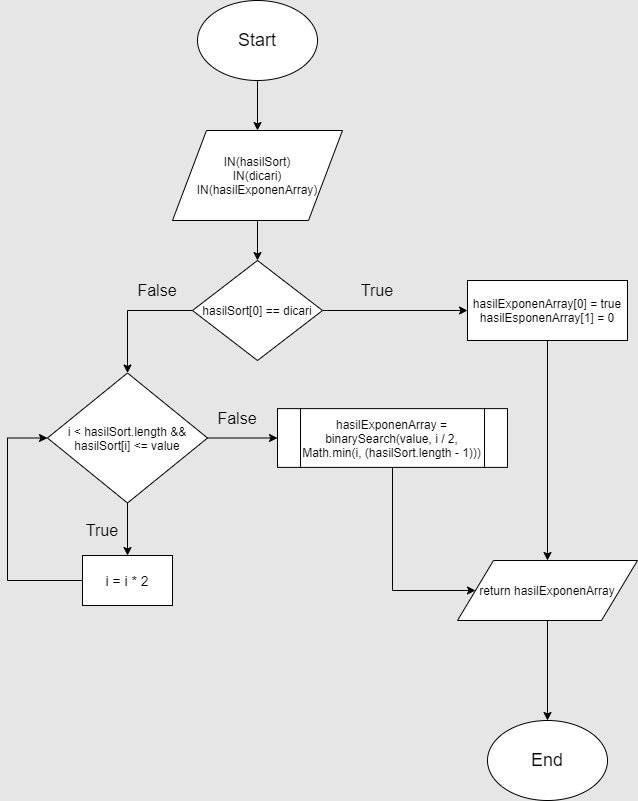 Start
IN(hasilSort)
IN(dicari)
IN(hasilExponenArray)
False
True
hasilSort[0] == dicari
hasilExponenArray[0] = true
hasilEsponenArray[1] = 0
i < hasilSort.length &&
hasilSort[i] <= value
False
hasilExponenArray =
binarySearch(value, i / 2,
Math.min(i, (hasilSort.length - 1)))
True
i = i * 2
return hasilExponenArray
End